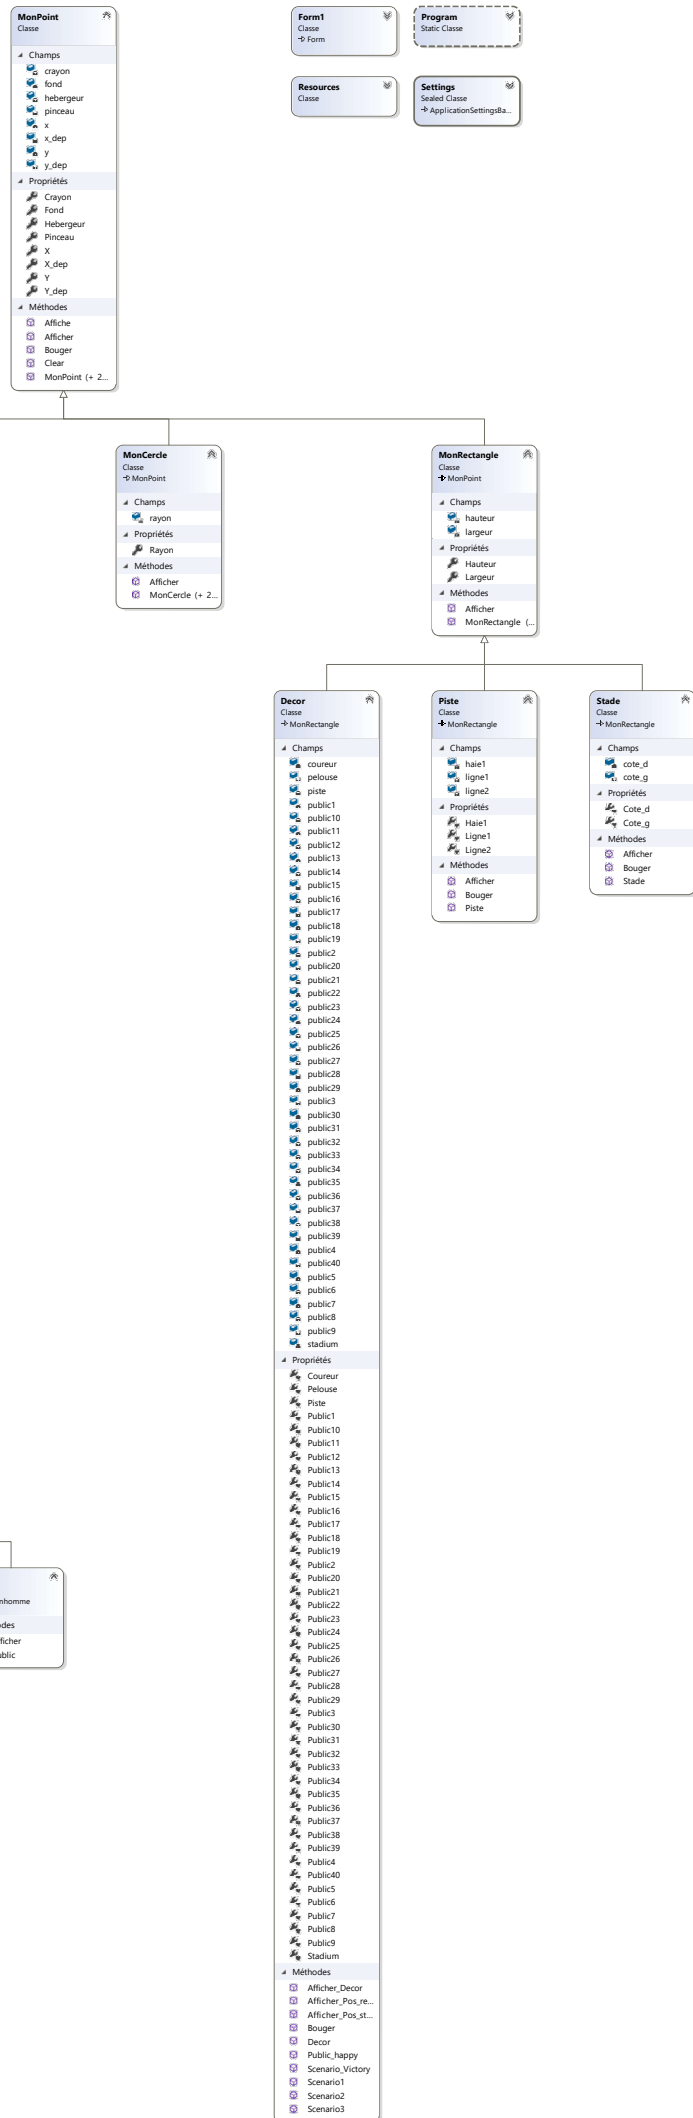 MonPoint
Classe
Champs
crayon
fond
hebergeur
pinceau
x
x_dep
y
y_dep
Propriétés
Crayon
Fond
Hebergeur
Pinceau
X
X_dep
Y
Y_dep
Méthodes
Affiche
Afficher
Bouger
Clear
MonPoint (+ 2...
Form1
Classe
Form
Program
Static Classe
Resources
Classe
Settings
Sealed Classe
ApplicationSettingsBa...
MonCercle
Classe
MonPoint
Champs
rayon
Propriétés
Rayon
Méthodes
Afficher
MonCercle (+ 2...
MonRectangle
Classe
MonPoint
Champs
hauteur
largeur
Propriétés
Hauteur
Largeur
Méthodes
Afficher
MonRectangle (...
Decor
Classe
MonRectangle
Champs
coureur
pelouse
piste
public1
public10
public11
public12
public13
public14
public15
public16
public17
public18
public19
public2
public20
public21
public22
public23
public24
public25
public26
public27
public28
public29
public3
public30
public31
public32
public33
public34
public35
public36
public37
public38
public39
public4
public40
public5
public6
public7
public8
public9
stadium
Propriétés
Coureur
Pelouse
Piste
Public1
Public10
Public11
Public12
Public13
Public14
Public15
Public16
Public17
Public18
Public19
Public2
Public20
Public21
Public22
Public23
Public24
Public25
Public26
Public27
Public28
Public29
Public3
Public30
Public31
Public32
Public33
Public34
Public35
Public36
Public37
Public38
Public39
Public4
Public40
Public5
Public6
Public7
Public8
Public9
Stadium
Méthodes
Afficher_Decor
Afficher_Pos_re...
Afficher_Pos_st...
Bouger
Decor
Public_happy
Scenario_Victory
Scenario1
Scenario2
Scenario3
Piste
Classe
MonRectangle
Champs
haie1
ligne1
ligne2
Propriétés
Haie1
Ligne1
Ligne2
Méthodes
Afficher
Bouger
Piste
Stade
Classe
MonRectangle
Champs
cote_d
cote_g
Propriétés
Cote_d
Cote_g
Méthodes
Afficher
Bouger
Stade
nhomme
odes
fficher
ublic